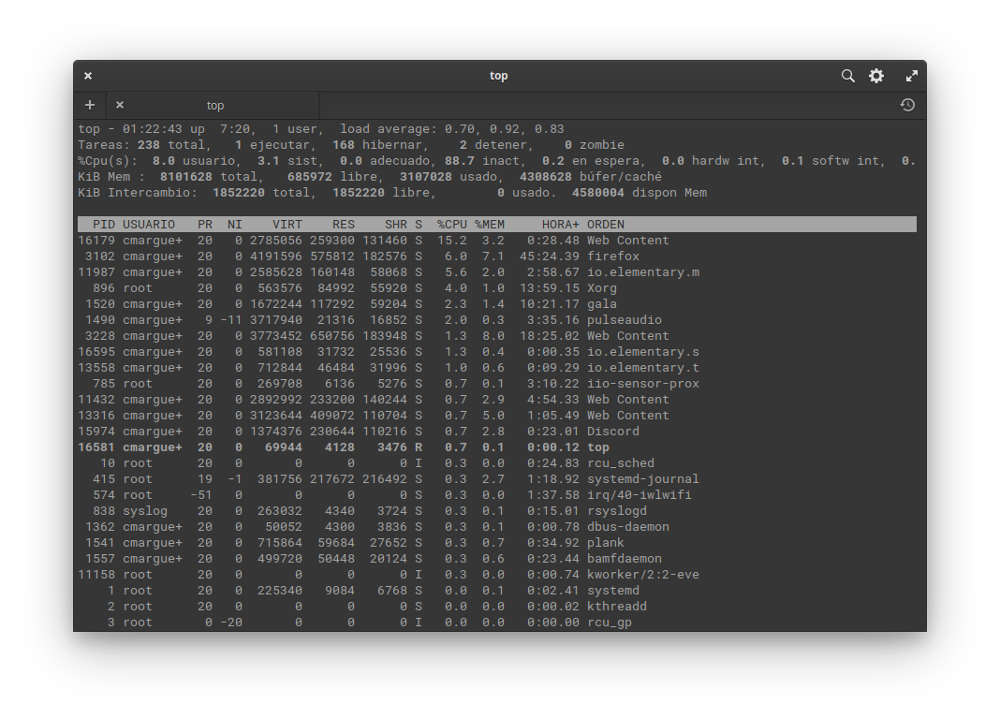 top
top
top - 01:22:43 up  7:20,  1 user,  load average: 0.70, 0.92, 0.83
Tareas: 238 total,   1 ejecutar,  168 hibernar,    2 detener,    0 zombie
%Cpu(s):  8.0 usuario,  3.1 sist,  0.0 adecuado, 88.7 inact,  0.2 en espera,  0.0 hardw int,  0.1 softw int,  0.
KiB Mem :  8101628 total,   685972 libre,  3107028 usado,  4308628 búfer/caché
KiB Intercambio:  1852220 total,  1852220 libre,        0 usado.  4580004 dispon Mem
PID USUARIO   PR  NI    VIRT    RES    SHR S  %CPU %MEM     HORA+ ORDEN
16179 cmargue+  20   0 2785056 259300 131460 S  15.2  3.2   0:28.48 Web Content
3102 cmargue+  20   0 4191596 575812 182576 S   6.0  7.1  45:24.39 firefox
11987 cmargue+  20   0 2585628 160148  58068 S   5.6  2.0   2:58.67 io.elementary.m
896 root      20   0  563576  84992  55920 S   4.0  1.0  13:59.15 Xorg
1520 cmargue+  20   0 1672244 117292  59204 S   2.3  1.4  10:21.17 gala
1490 cmargue+   9 -11 3717940  21316  16852 S   2.0  0.3   3:35.16 pulseaudio
3228 cmargue+  20   0 3773452 650756 183948 S   1.3  8.0  18:25.02 Web Content
16595 cmargue+  20   0  581108  31732  25536 S   1.3  0.4   0:00.35 io.elementary.s
13558 cmargue+  20   0  712844  46484  31996 S   1.0  0.6   0:09.29 io.elementary.t
785 root      20   0  269708   6136   5276 S   0.7  0.1   3:10.22 iio-sensor-prox
11432 cmargue+  20   0 2892992 233200 140244 S   0.7  2.9   4:54.33 Web Content
13316 cmargue+  20   0 3123644 409072 110704 S   0.7  5.0   1:05.49 Web Content
15974 cmargue+  20   0 1374376 230644 110216 S   0.7  2.8   0:23.01 Discord
16581 cmargue+  20   0   69944   4128   3476 R   0.7  0.1   0:00.12 top
10 root      20   0       0      0      0 I   0.3  0.0   0:24.83 rcu_sched
415 root      19  -1  381756 217672 216492 S   0.3  2.7   1:18.92 systemd-journal
574 root     -51   0       0      0      0 S   0.3  0.0   1:37.58 irq/40-iwlwifi
838 syslog    20   0  263032   4340   3724 S   0.3  0.1   0:15.01 rsyslogd
1362 cmargue+  20   0   50052   4300   3836 S   0.3  0.1   0:00.78 dbus-daemon
1541 cmargue+  20   0  715864  59684  27652 S   0.3  0.7   0:34.92 plank
1557 cmargue+  20   0  499720  50448  20124 S   0.3  0.6   0:23.44 bamfdaemon
11158 root      20   0       0      0      0 I   0.3  0.0   0:00.74 kworker/2:2-eve
1 root      20   0  225340   9084   6768 S   0.0  0.1   0:02.41 systemd
2 root      20   0       0      0      0 S   0.0  0.0   0:00.02 kthreadd
3 root       0 -20       0      0      0 I   0.0  0.0   0:00.00 rcu_gp